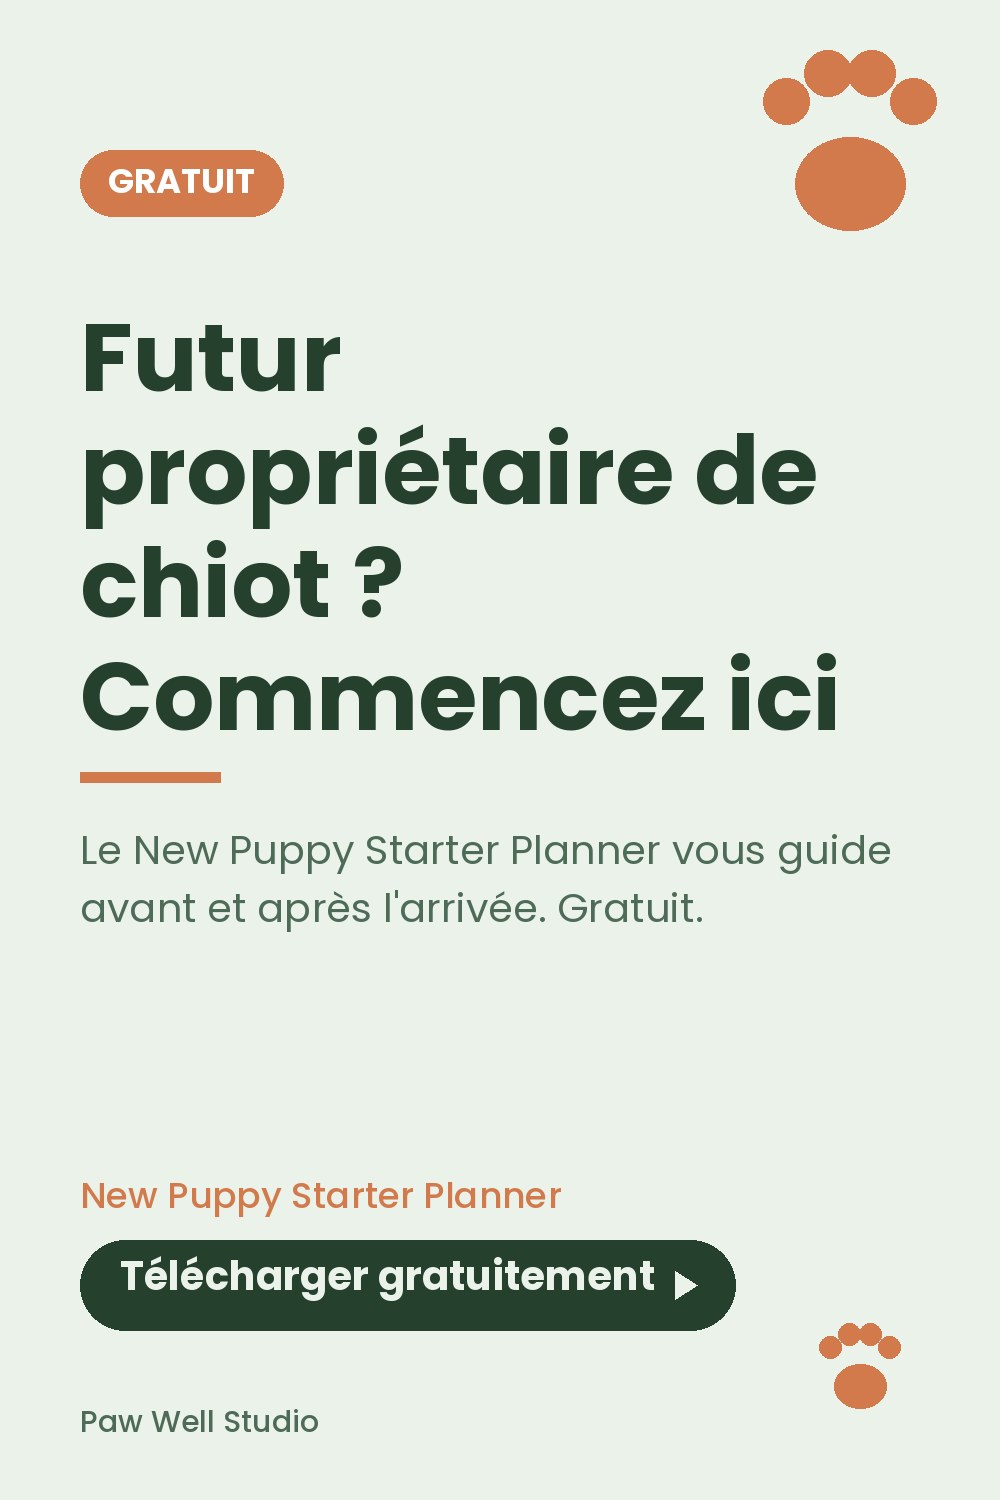 GRATUIT
Futur
propriétaire de
chiot ?
Commencez ici
Le New Puppy Starter Planner vous guide
avant et après l'arrivée. Gratuit.
New Puppy Starter Planner
Télécharger gratuitement
Paw Well Studio